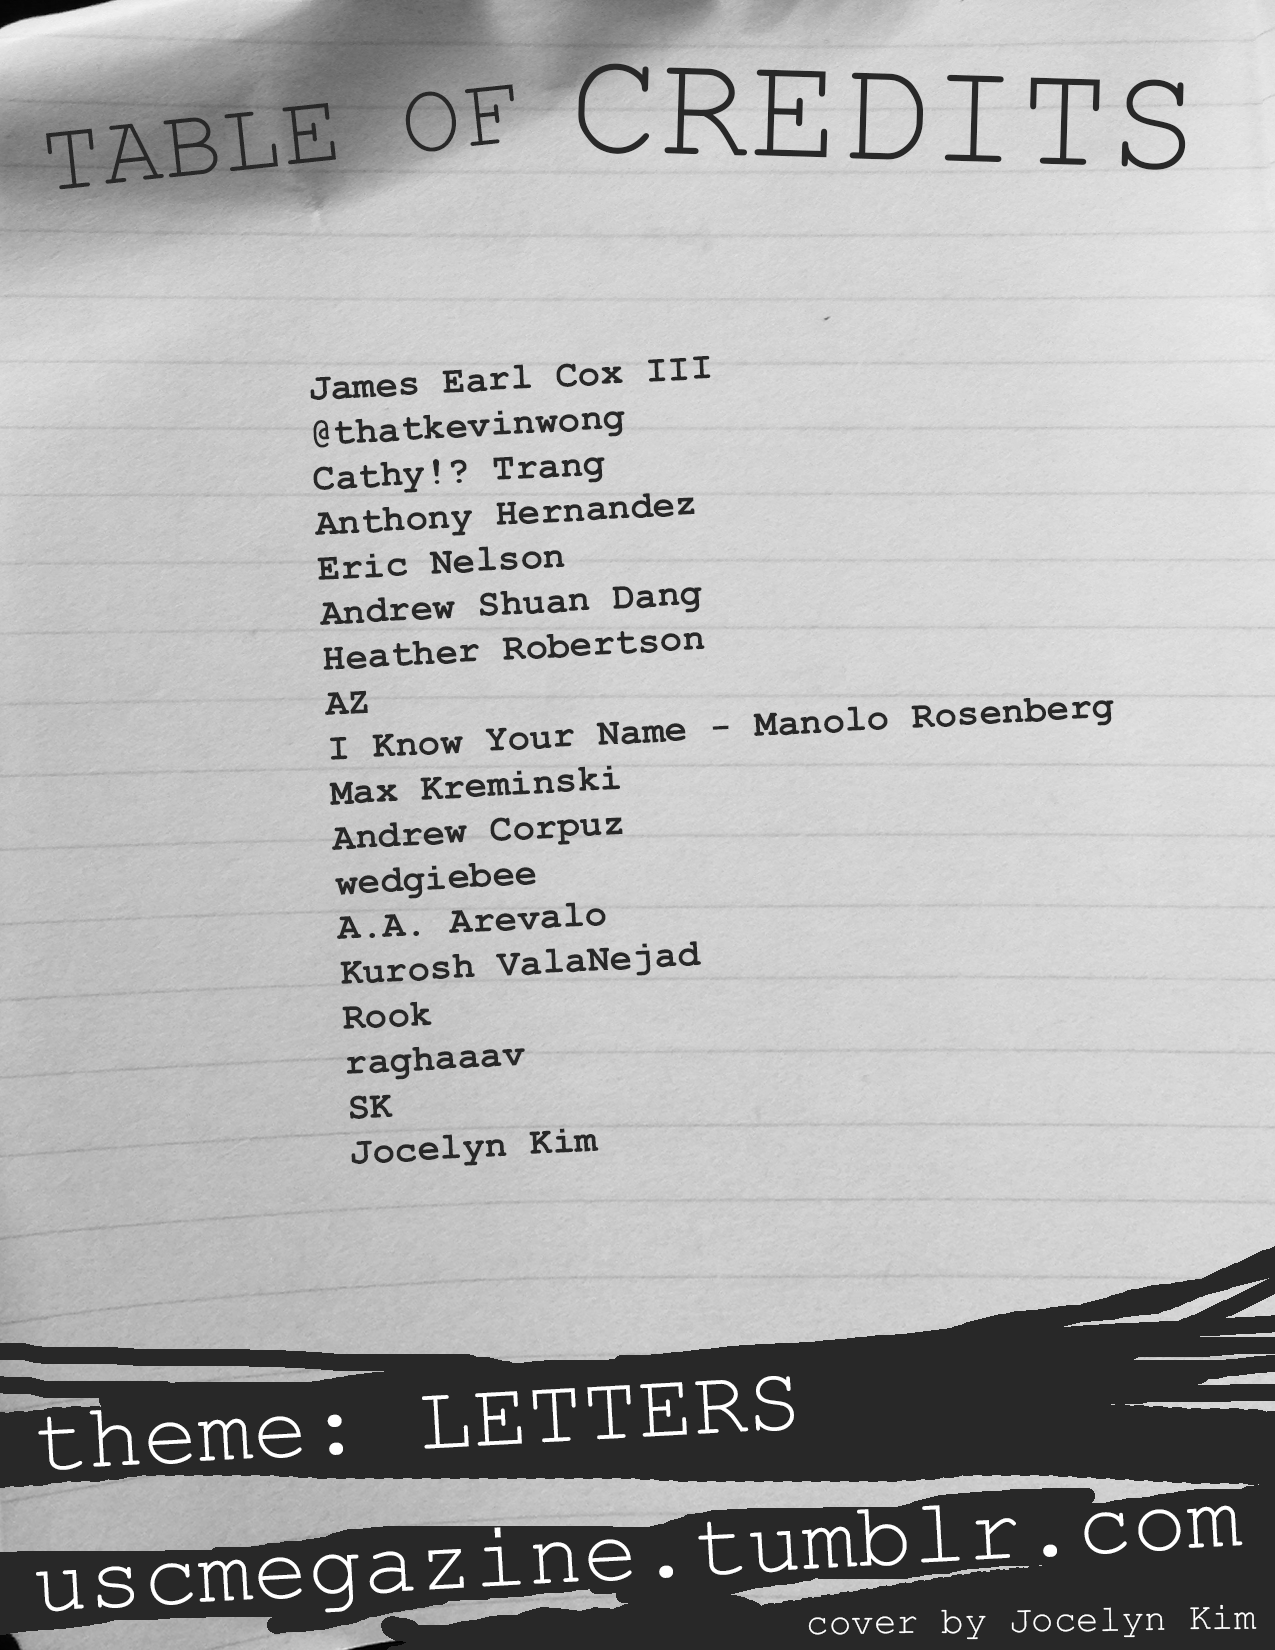 TABLE OF CREDITS
James Earl Cox III
@thatkevinwong
Cathy!? Trang
Anthony Hernandez
Eric Nelson
Andrew Shuan Dang
Heather Robertson
AZ
I Know Your Name - Manolo Rosenberg
Max Kreminski
Andrew Corpuz
wedgiebee
A.A. Arevalo
Kurosh ValaNejad
Rook
raghaaav
SK
Jocelyn Kim
theme: LETTERS
uscmegazine.tumblr.com
cover by Jocelyn Kim